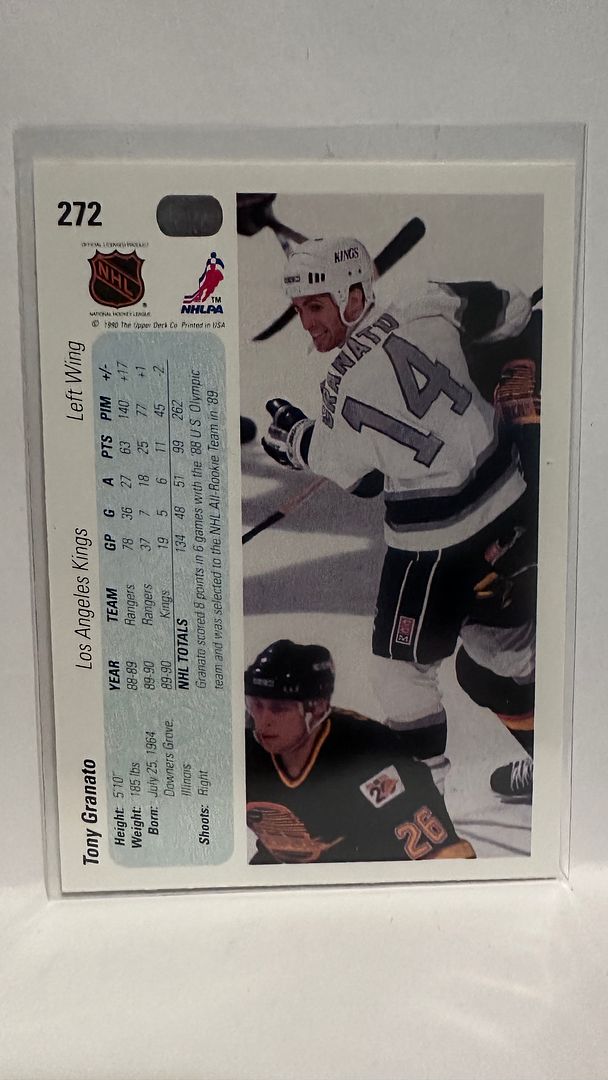 272
OFFICIAL LICENSED PRODUCT
NHL
®
NATIONAL HOCKEY LEAGUE
TM
NHLPA
© 1990 The Upper Deck Co. Printed in USA
Tony Granato Los Angeles Kings Left Wing
Height: 5'10"
Weight: 185 lbs
Born: July 25, 1964
Downers Grove,
Illinois
Shoots: Right
YEAR TEAM GP G A PTS PIM +/-
88-89 Rangers 78 36 27 63 140 +17
89-90 Rangers 37 7 18 25 77 +1
89-90 Kings 19 5 6 11 45 -2
NHL TOTALS 134 48 51 99 262
Granato scored 8 points in 6 games with the '88 U.S. Olympic
team and was selected to the NHL All-Rookie Team in '89.
KINGS
GRANATO
14
26